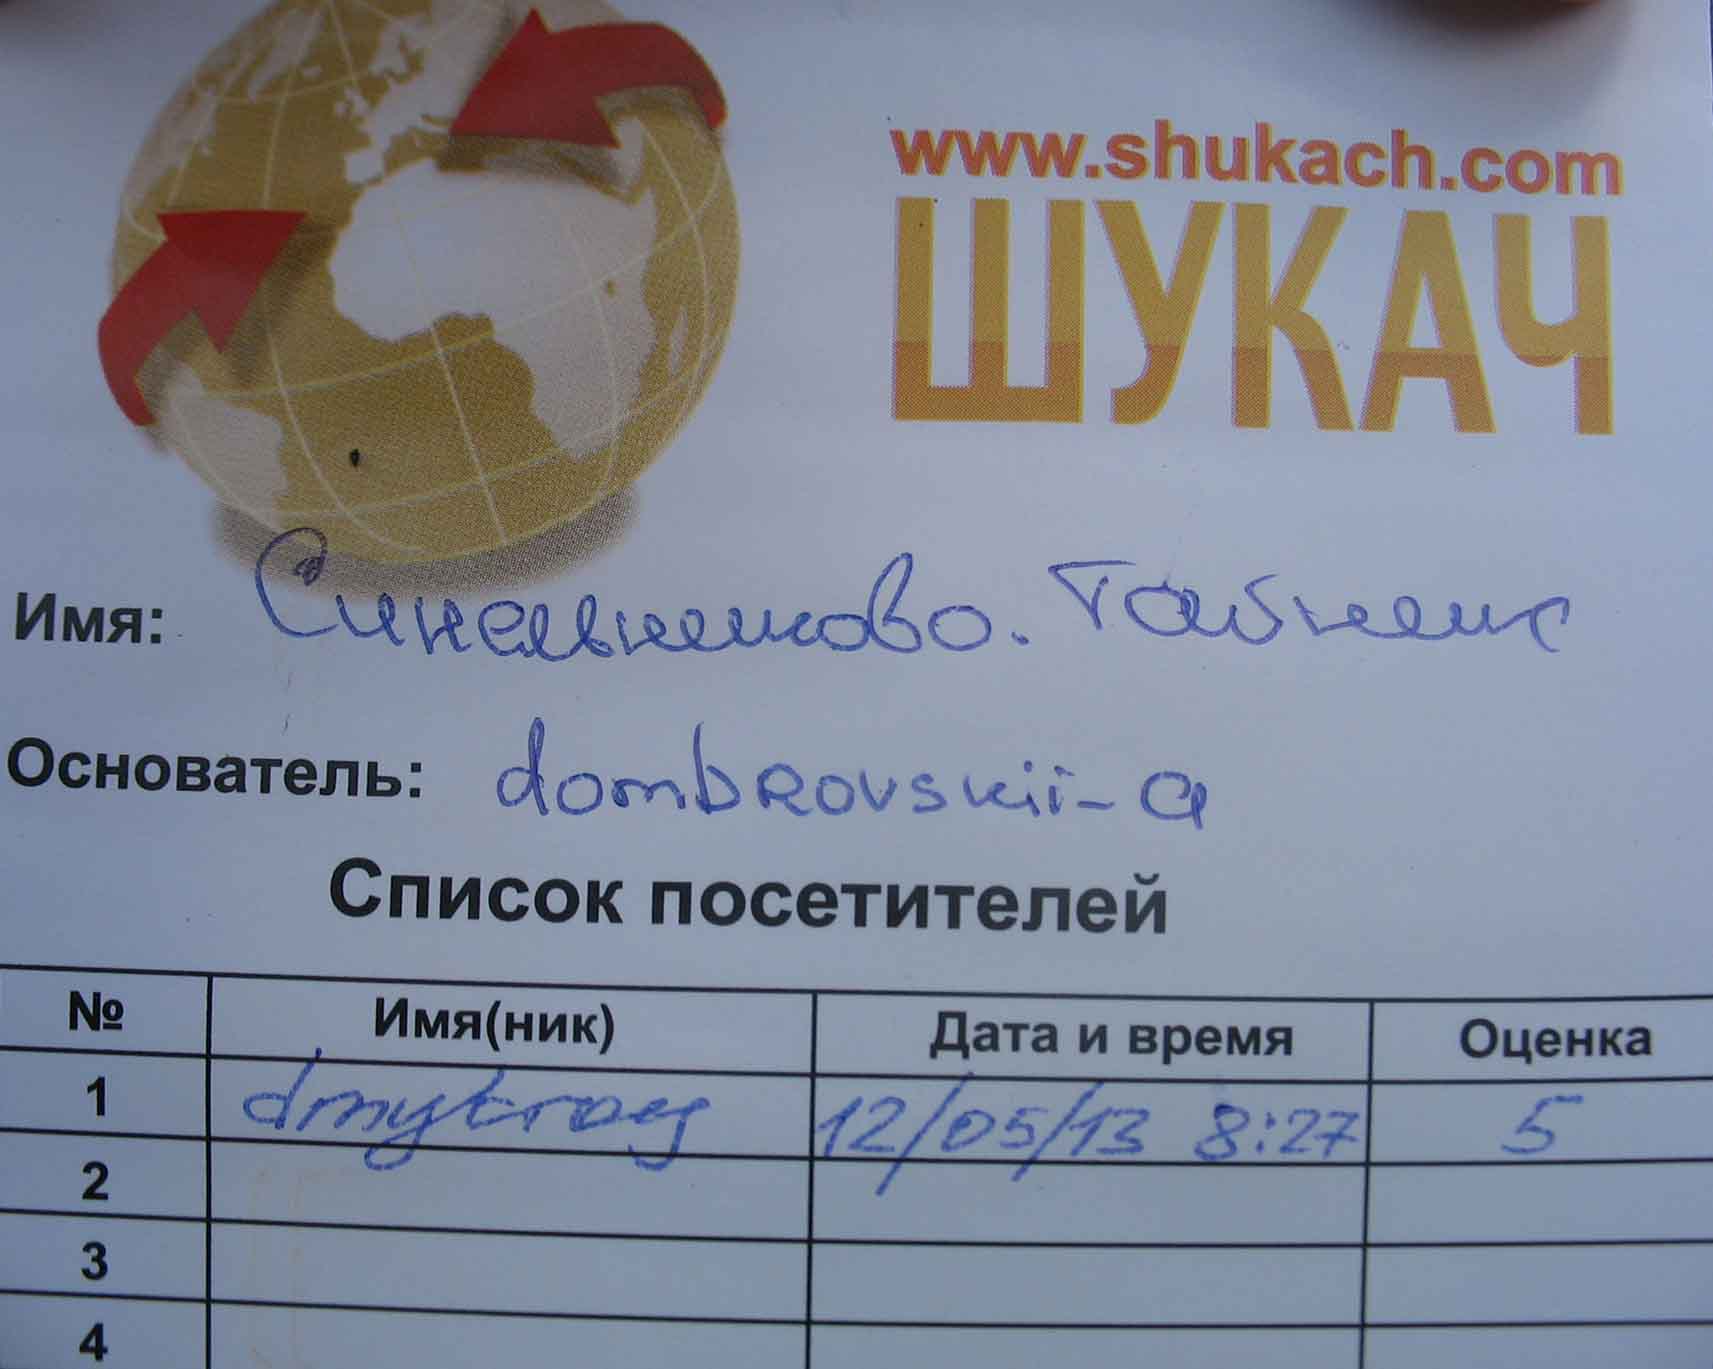 www.shukach.com
ШУКАЧ
Имя: Синельниково. Тайник
Основатель: dombrovskii-a
Список посетителей
№ Имя(ник) Дата и время Оценка
1 dmytroy 12/05/13 8:27 5
2
3
4